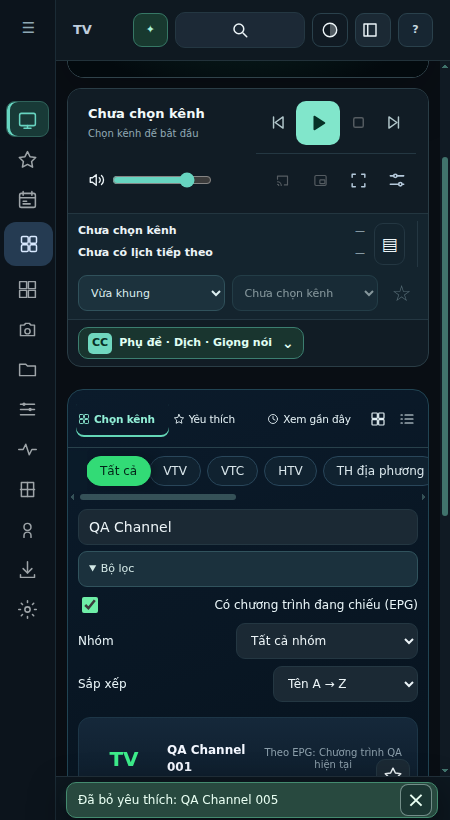 TV
?
Chưa chọn kênh
Chọn kênh để bắt đầu
Chưa chọn kênh —
Chưa có lịch tiếp theo —
Vừa khung Chưa chọn kênh
CC Phụ đề · Dịch · Giọng nói
Chọn kênh Yêu thích Xem gần đây
Tất cả VTV VTC HTV TH địa phương
QA Channel
▼ Bộ lọc
Có chương trình đang chiếu (EPG)
Nhóm Tất cả nhóm
Sắp xếp Tên A → Z
TV
QA Channel
001
Theo EPG: Chương trình QA
hiện tại
Đã bỏ yêu thích: QA Channel 005